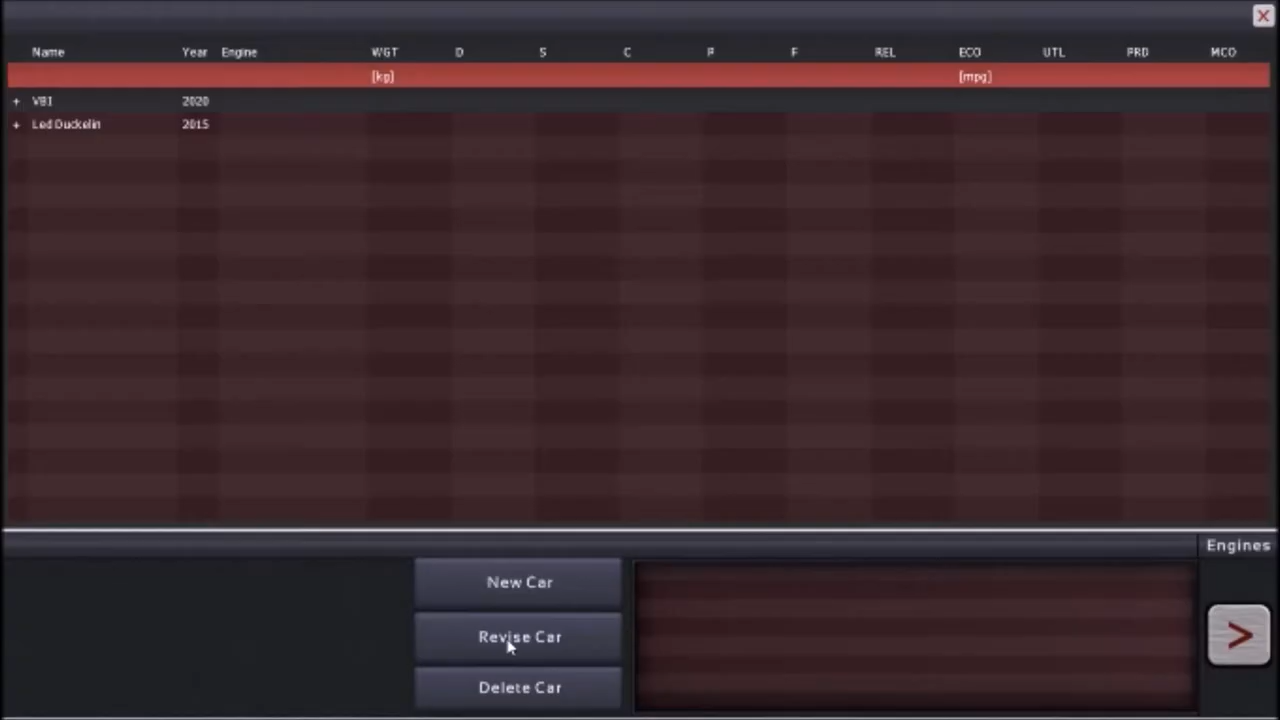 Name Year Engine WGT D S C P F REL ECO UTL PRD MCO
[kg] [mpg]
+ VB1 2020
+ Led Duckelin 2015
Engines
New Car
Revise Car
>
Delete Car